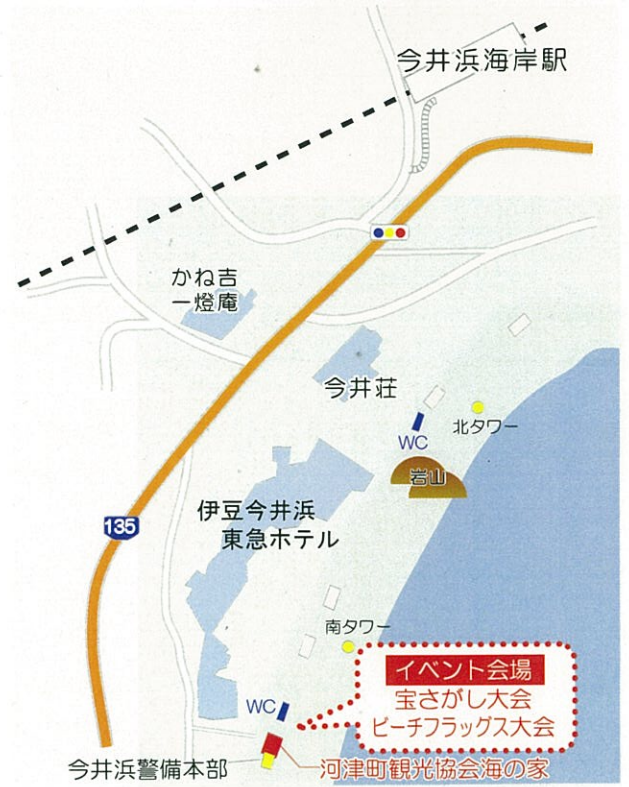 今井浜海岸駅
かね吉
一燈庵
今井荘
北タワー
WC
岩山
135
伊豆今井浜
東急ホテル
南タワー
イベント会場
宝さがし大会
ビーチフラッグス大会
WC
今井浜警備本部
河津町観光協会海の家